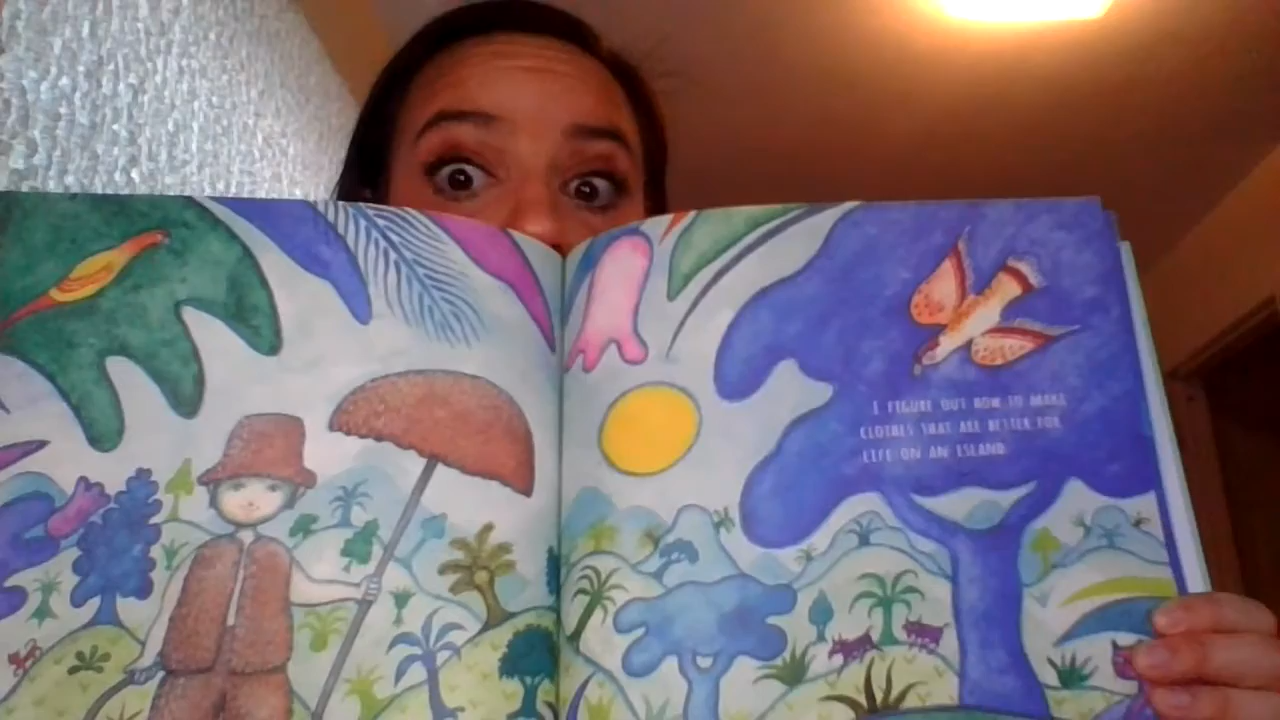 I FIGURE OUT HOW TO MAKE
CLOTHES THAT ARE BETTER FOR
LIFE ON AN ISLAND.